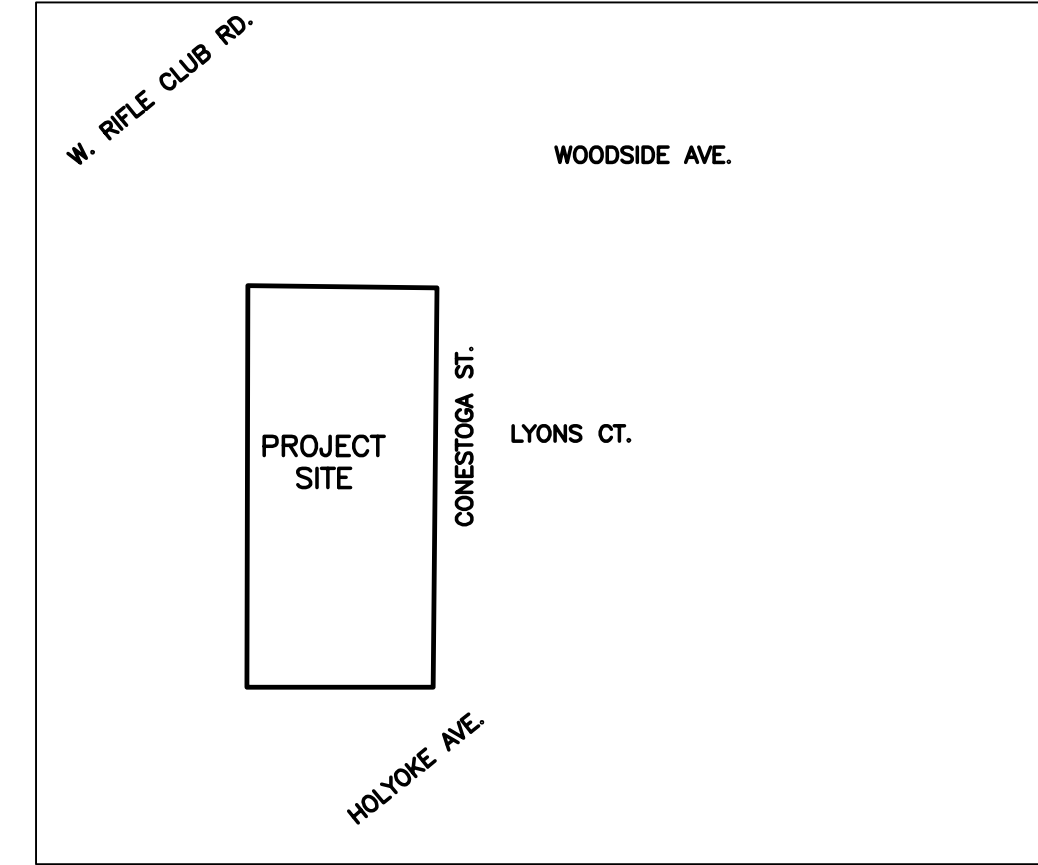 W. RIFLE CLUB RD.
WOODSIDE AVE.
CONESTOGA ST.
LYONS CT.
PROJECT
SITE
HOLYOKE AVE.